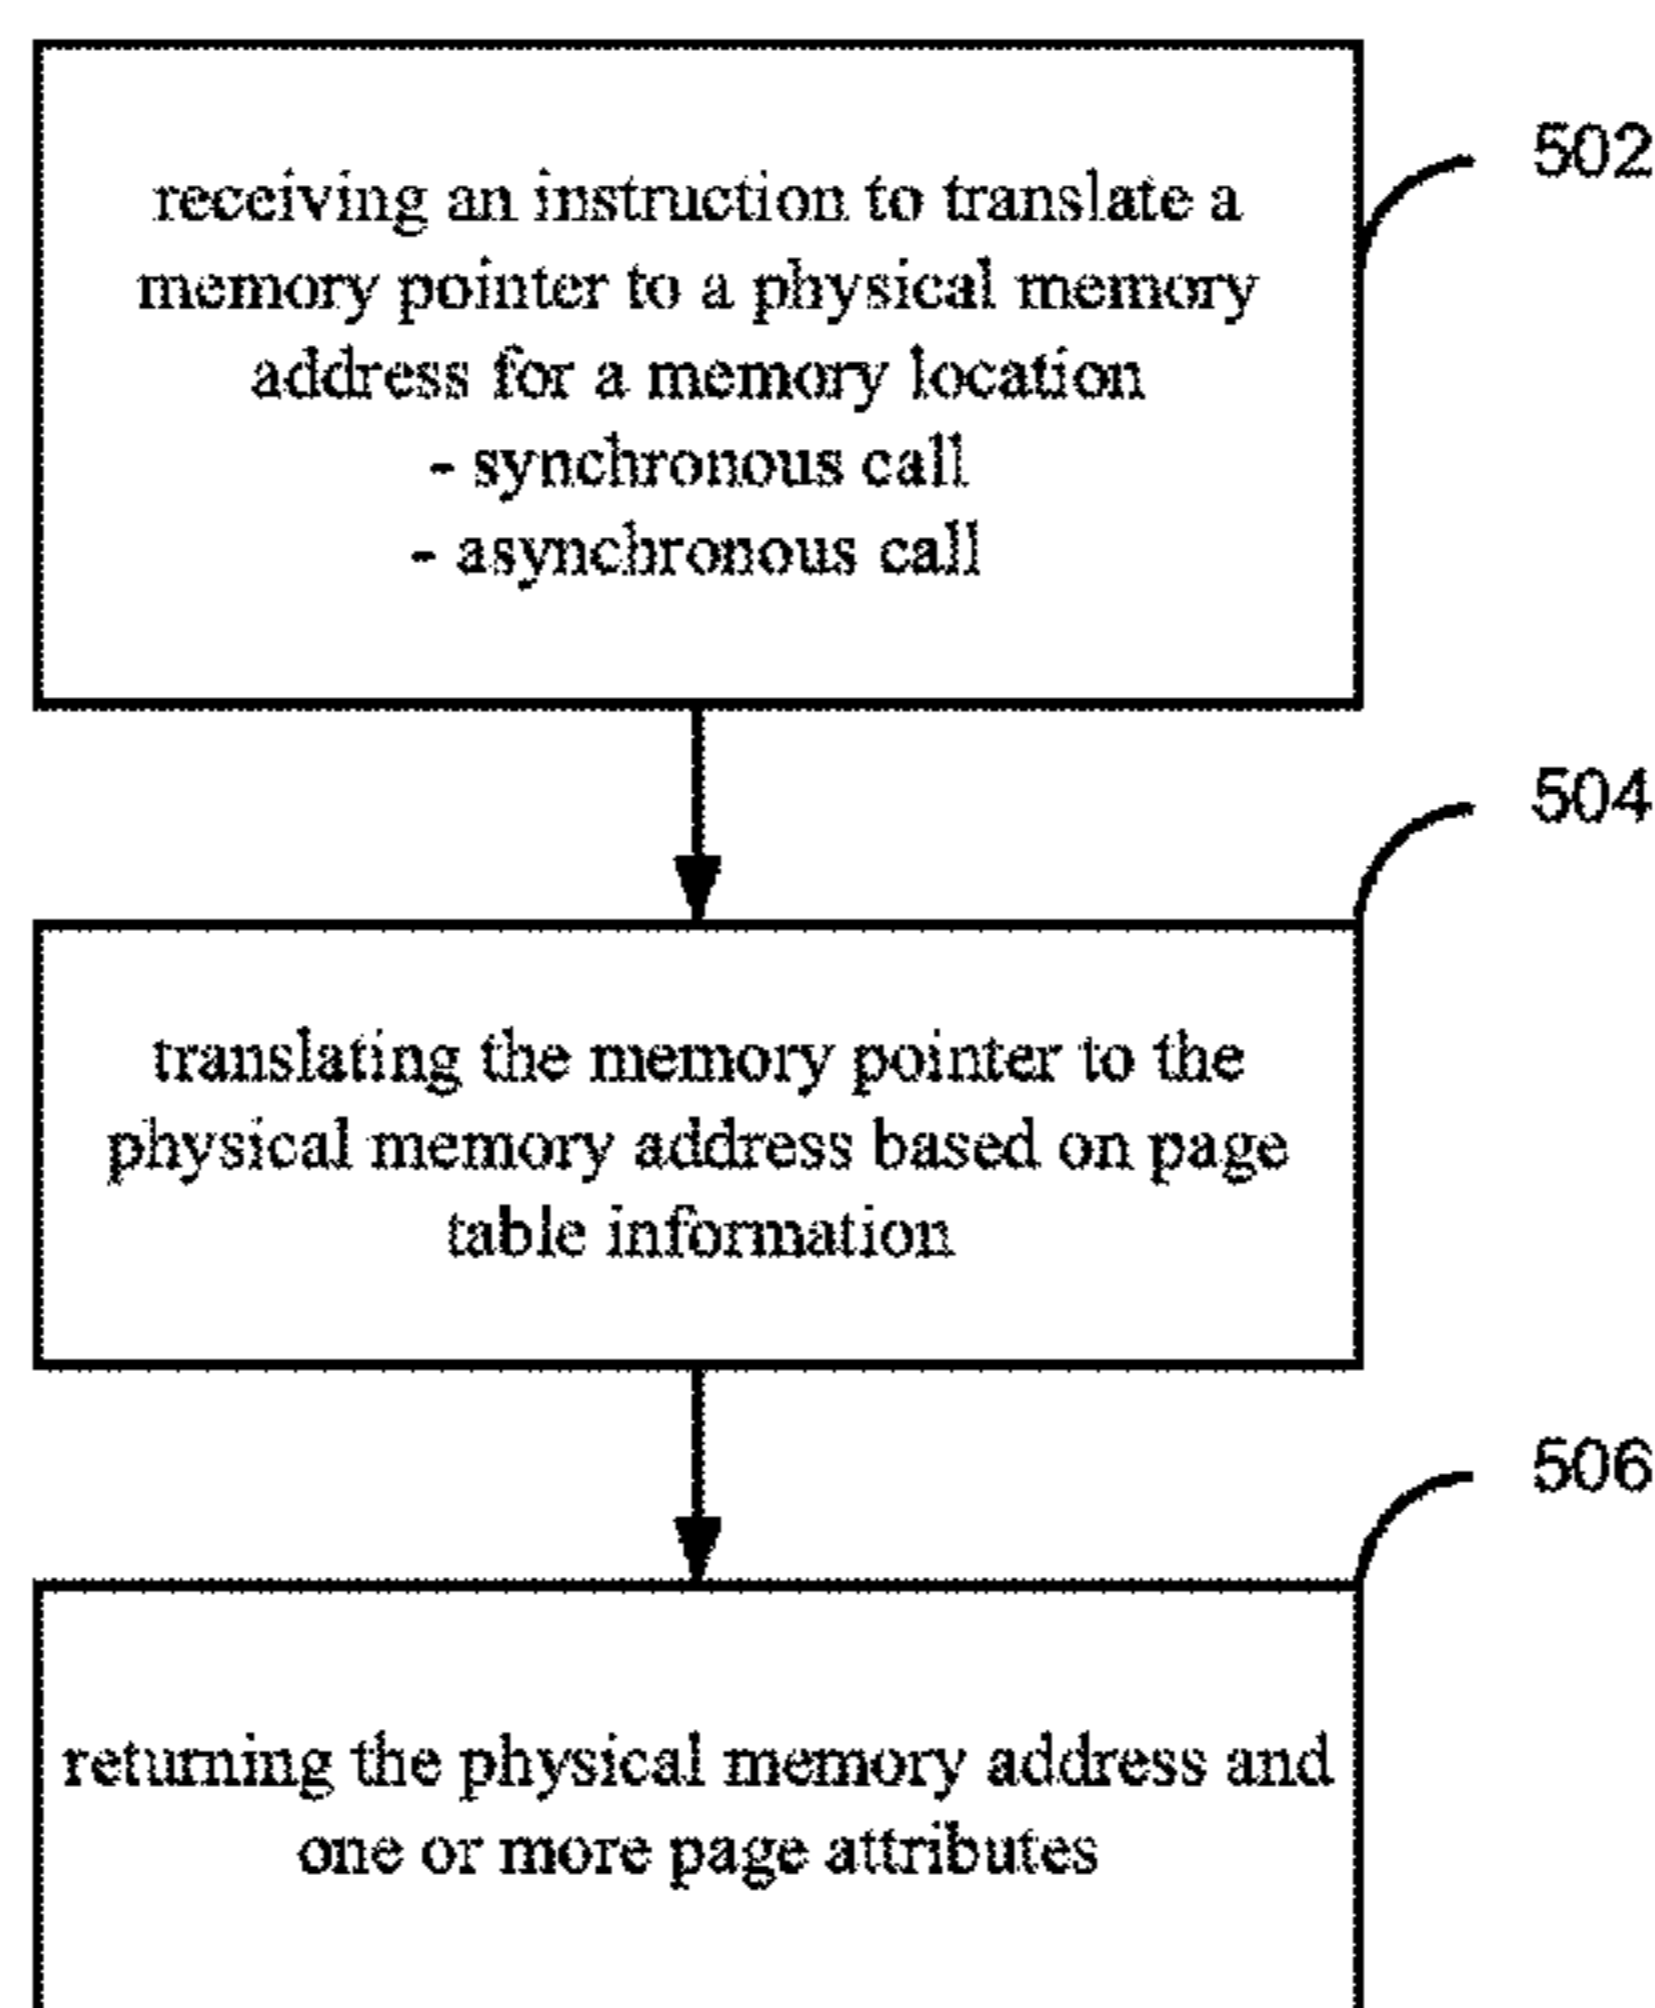 receiving an instruction to translate a
memory pointer to a physical memory
address for a memory location
- synchronous call
- asynchronous call
502
504
translating the memory pointer to the
physical memory address based on page
table information
506
returning the physical memory address and
one or more page attributes